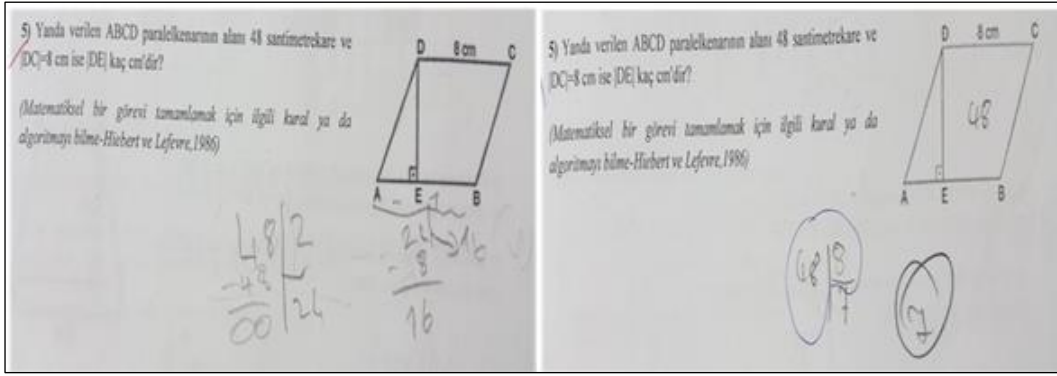 5) Yanda verilen ABCD paralelkenarının alanı 48 santimetrekare ve
|DC|=8 cm ise |DE| kaç cm'dir?
(Matematiksel bir görevi tamamlamak için ilgili kural ya da
algoritmayı bilme-Hiebert ve Lefevre,1986)
D 8 cm C
A E B
48 2
-48 24
00
24 16
- 8
16
5) Yanda verilen ABCD paralelkenarının alanı 48 santimetrekare ve
|DC|=8 cm ise |DE| kaç cm'dir?
(Matematiksel bir görevi tamamlamak için ilgili kural ya da
algoritmayı bilme-Hiebert ve Lefevre,1986)
D 8 cm C
48
A E B
48 8
7
7